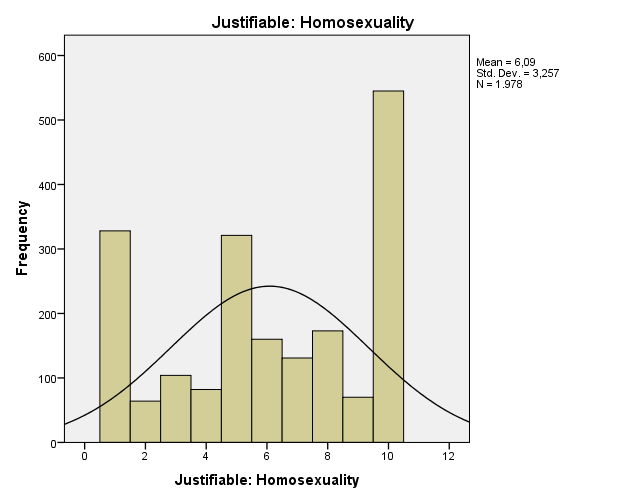 Justifiable: Homosexuality
Mean = 6,09
Std. Dev. = 3,257
N = 1.978
600
500
400
300
200
100
0
Frequency
0 2 4 6 8 10 12
Justifiable: Homosexuality